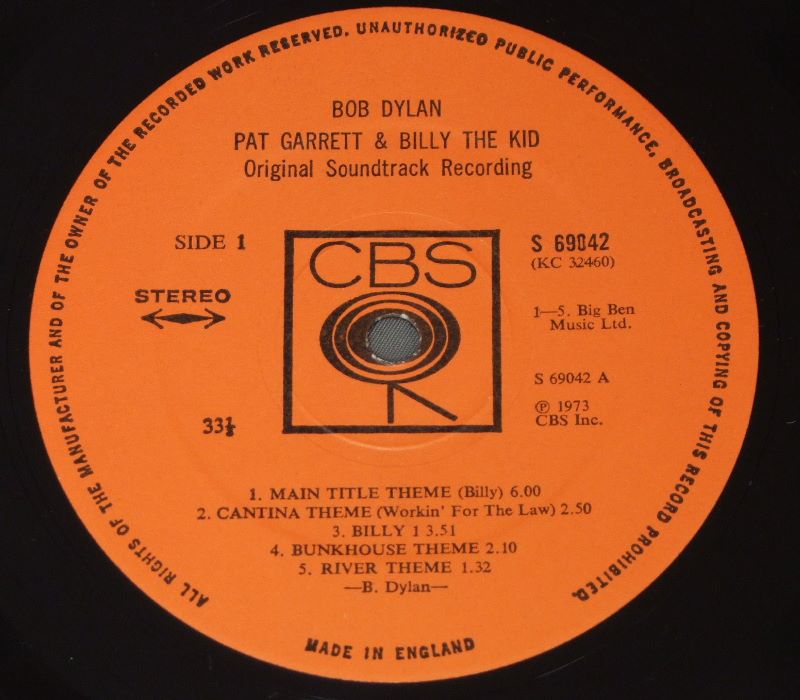 ALL RIGHTS OF THE MANUFACTURER AND OF THE OWNER OF THE RECORDED WORK RESERVED. UNAUTHORIZED PUBLIC PERFORMANCE, BROADCASTING AND COPYING OF THIS RECORD PROHIBITED.
BOB DYLAN
PAT GARRETT & BILLY THE KID
Original Soundtrack Recording
SIDE 1
STEREO
33⅓
CBS
S 69042
(KC 32460)
1—5. Big Ben
Music Ltd.
S 69042 A
Ⓟ 1973
CBS Inc.
1. MAIN TITLE THEME (Billy) 6.00
2. CANTINA THEME (Workin' For The Law) 2.50
3. BILLY 1 3.51
4. BUNKHOUSE THEME 2.10
5. RIVER THEME 1.32
—B. Dylan—
MADE IN ENGLAND